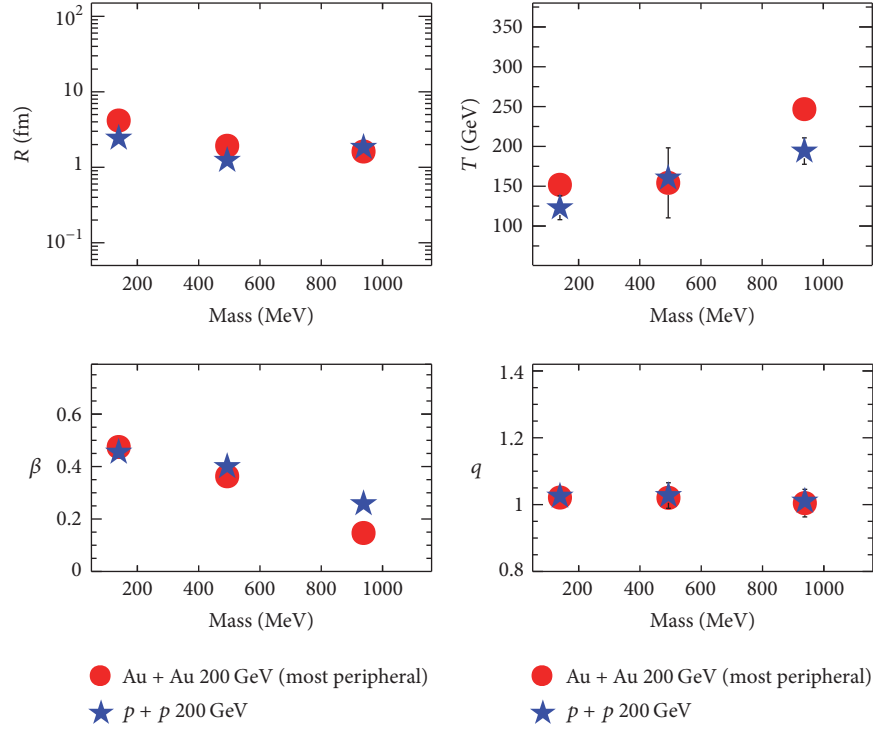 10²
10
1
10⁻¹
R (fm)
200 400 600 800 1000
Mass (MeV)
350
300
250
200
150
100
T (GeV)
200 400 600 800 1000
Mass (MeV)
0.6
0.4
0.2
0
β
200 400 600 800 1000
Mass (MeV)
1.4
1.2
1
0.8
q
200 400 600 800 1000
Mass (MeV)
Au + Au 200 GeV (most peripheral)
p + p 200 GeV
Au + Au 200 GeV (most peripheral)
p + p 200 GeV